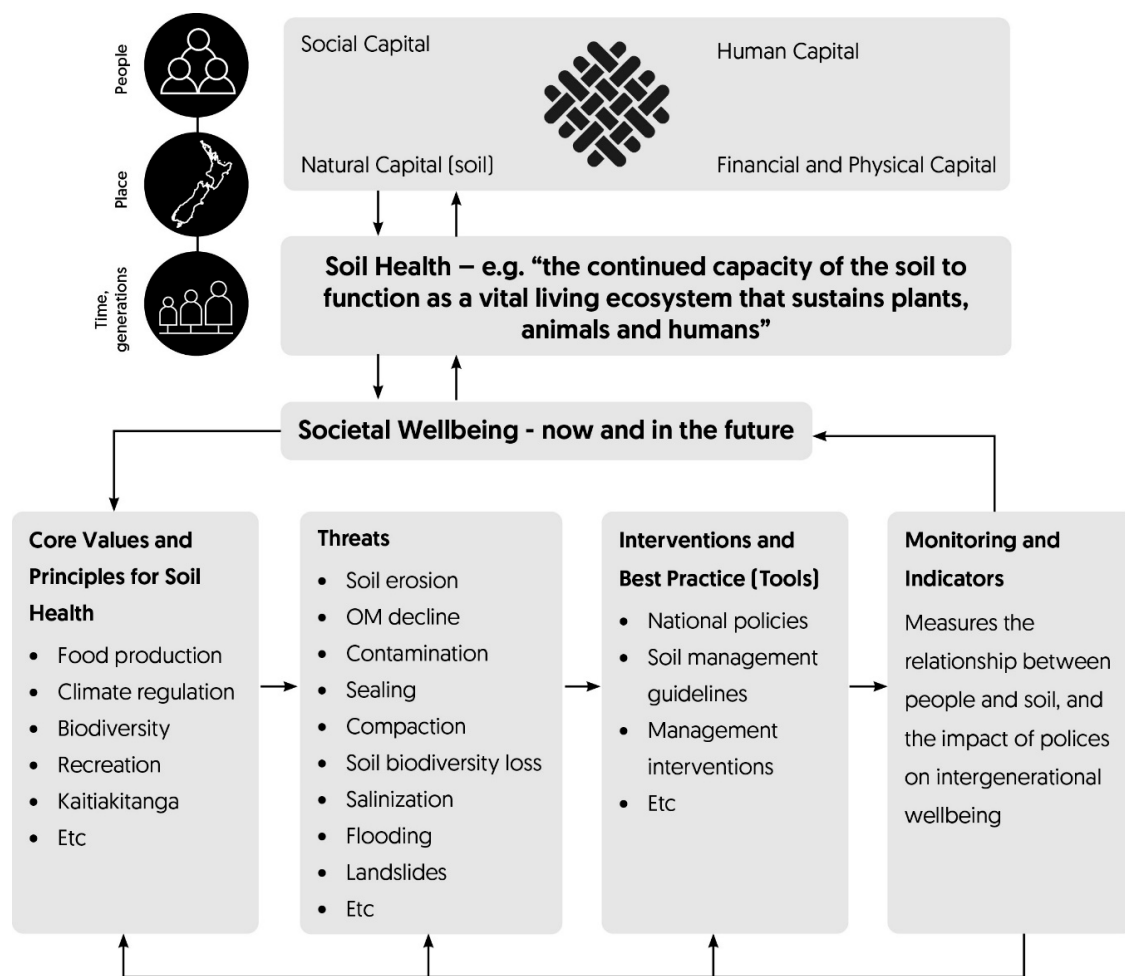 People
Place
Time,
generations
Social Capital
Human Capital
Natural Capital (soil)
Financial and Physical Capital
Soil Health – e.g. “the continued capacity of the soil to
function as a vital living ecosystem that sustains plants,
animals and humans”
Societal Wellbeing - now and in the future
Core Values and
Principles for Soil
Health
• Food production
• Climate regulation
• Biodiversity
• Recreation
• Kaitiakitanga
• Etc
Threats
• Soil erosion
• OM decline
• Contamination
• Sealing
• Compaction
• Soil biodiversity loss
• Salinization
• Flooding
• Landslides
• Etc
Interventions and
Best Practice (Tools)
• National policies
• Soil management
guidelines
• Management
interventions
• Etc
Monitoring and
Indicators
Measures the
relationship between
people and soil, and
the impact of polices
on intergenerational
wellbeing